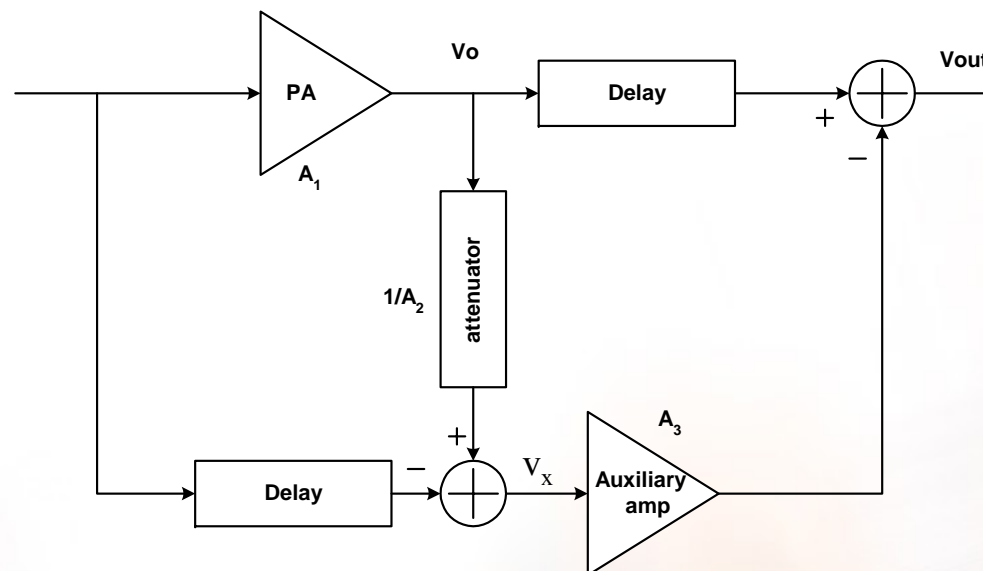 Vo
Vout
PA
Delay
+
−
A₁
attenuator
1/A₂
A₃
+
−
Vₓ
Delay
Auxiliary
amp